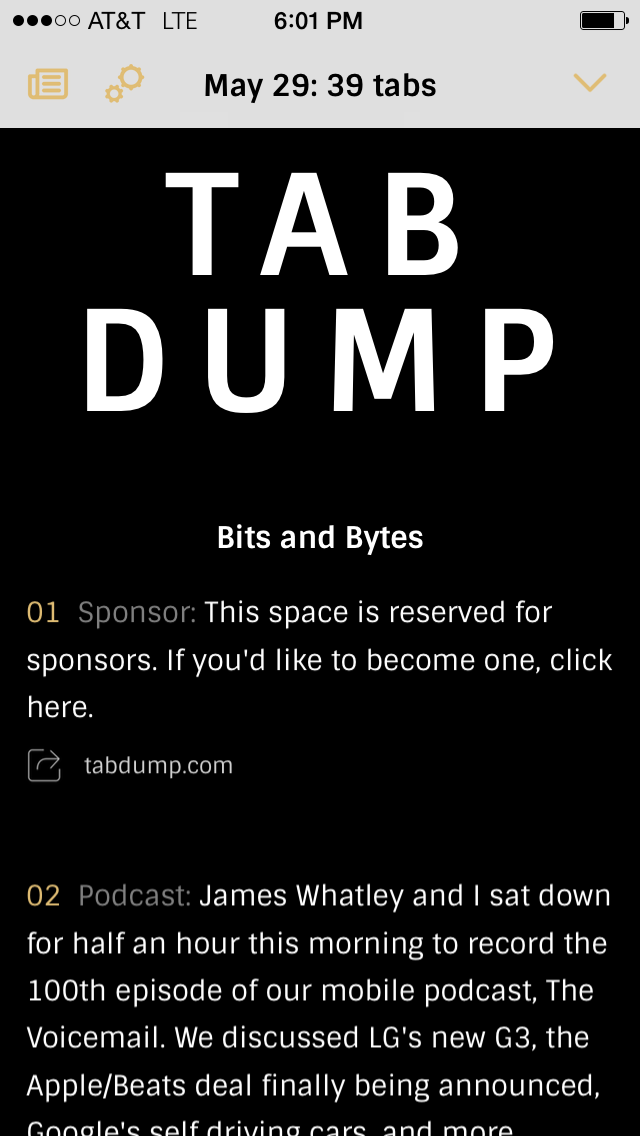 AT&T LTE 6:01 PM
May 29: 39 tabs
TAB
DUMP
Bits and Bytes
01 Sponsor: This space is reserved for
sponsors. If you'd like to become one, click
here.
tabdump.com
02 Podcast: James Whatley and I sat down
for half an hour this morning to record the
100th episode of our mobile podcast, The
Voicemail. We discussed LG's new G3, the
Apple/Beats deal finally being announced,
Google's self driving cars, and more.